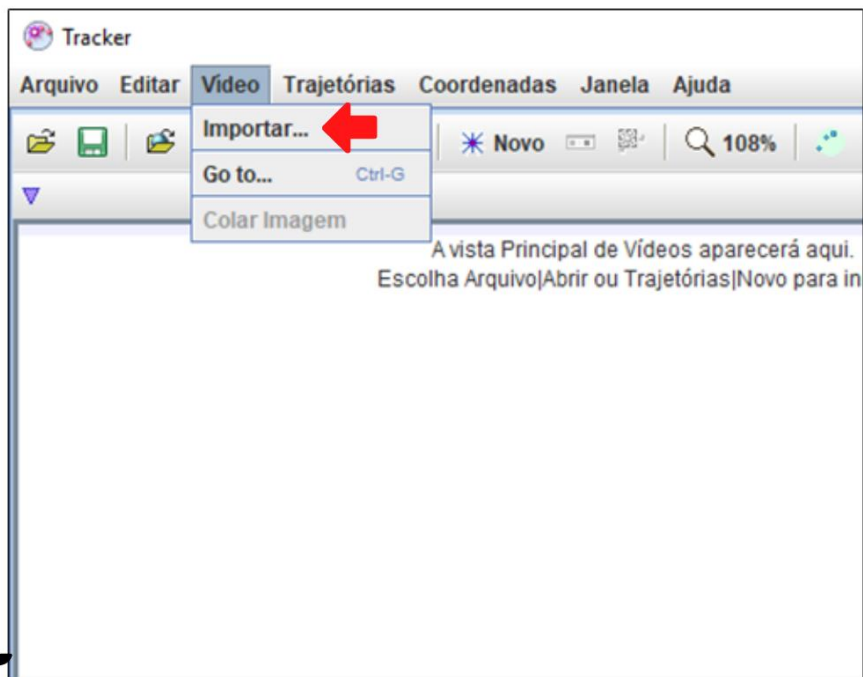 Tracker
Arquivo Editar Vídeo Trajetórias Coordenadas Janela Ajuda
Importar...
Novo 108%
Go to... Ctrl-G
Colar Imagem
A vista Principal de Vídeos aparecerá aqui.
Escolha Arquivo|Abrir ou Trajetórias|Novo para in